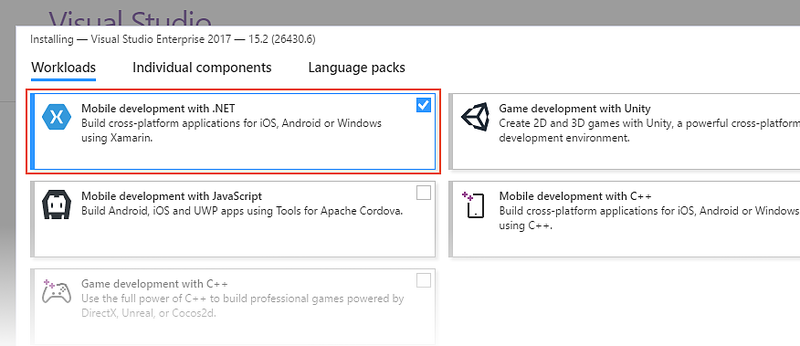 Visual Studio
Installing — Visual Studio Enterprise 2017 — 15.2 (26430.6)
Workloads
Individual components
Language packs
Mobile development with .NET
Build cross-platform applications for iOS, Android or Windows
using Xamarin.
Game development with Unity
Create 2D and 3D games with Unity, a powerful cross-platform
development environment.
Mobile development with JavaScript
Build Android, iOS and UWP apps using Tools for Apache Cordova.
Mobile development with C++
Build cross-platform applications for iOS, Android or Windows
using C++.
Game development with C++
Use the full power of C++ to build professional games powered by
DirectX, Unreal, or Cocos2d.